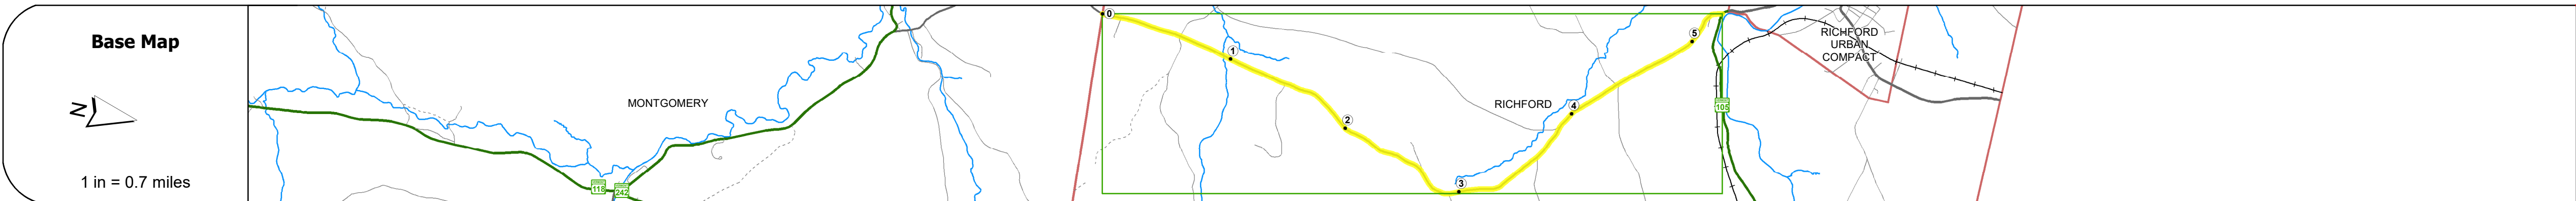 Base Map
N
1 in = 0.7 miles
MONTGOMERY
118
242
0
1
2
3
RICHFORD
4
5
105
RICHFORD
URBAN
COMPACT